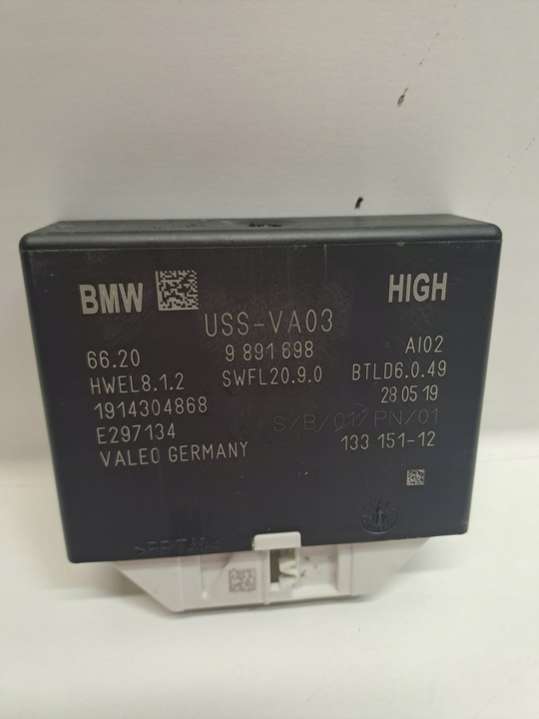 BMW HIGH
USS-VA03
66.20 9 891 698 AI02
HWEL8.1.2 SWFL20.9.0 BTLD6.0.49
1914304868 28 05 19
E297134 S/B/01/PN/01
VALEO GERMANY 133 151-12